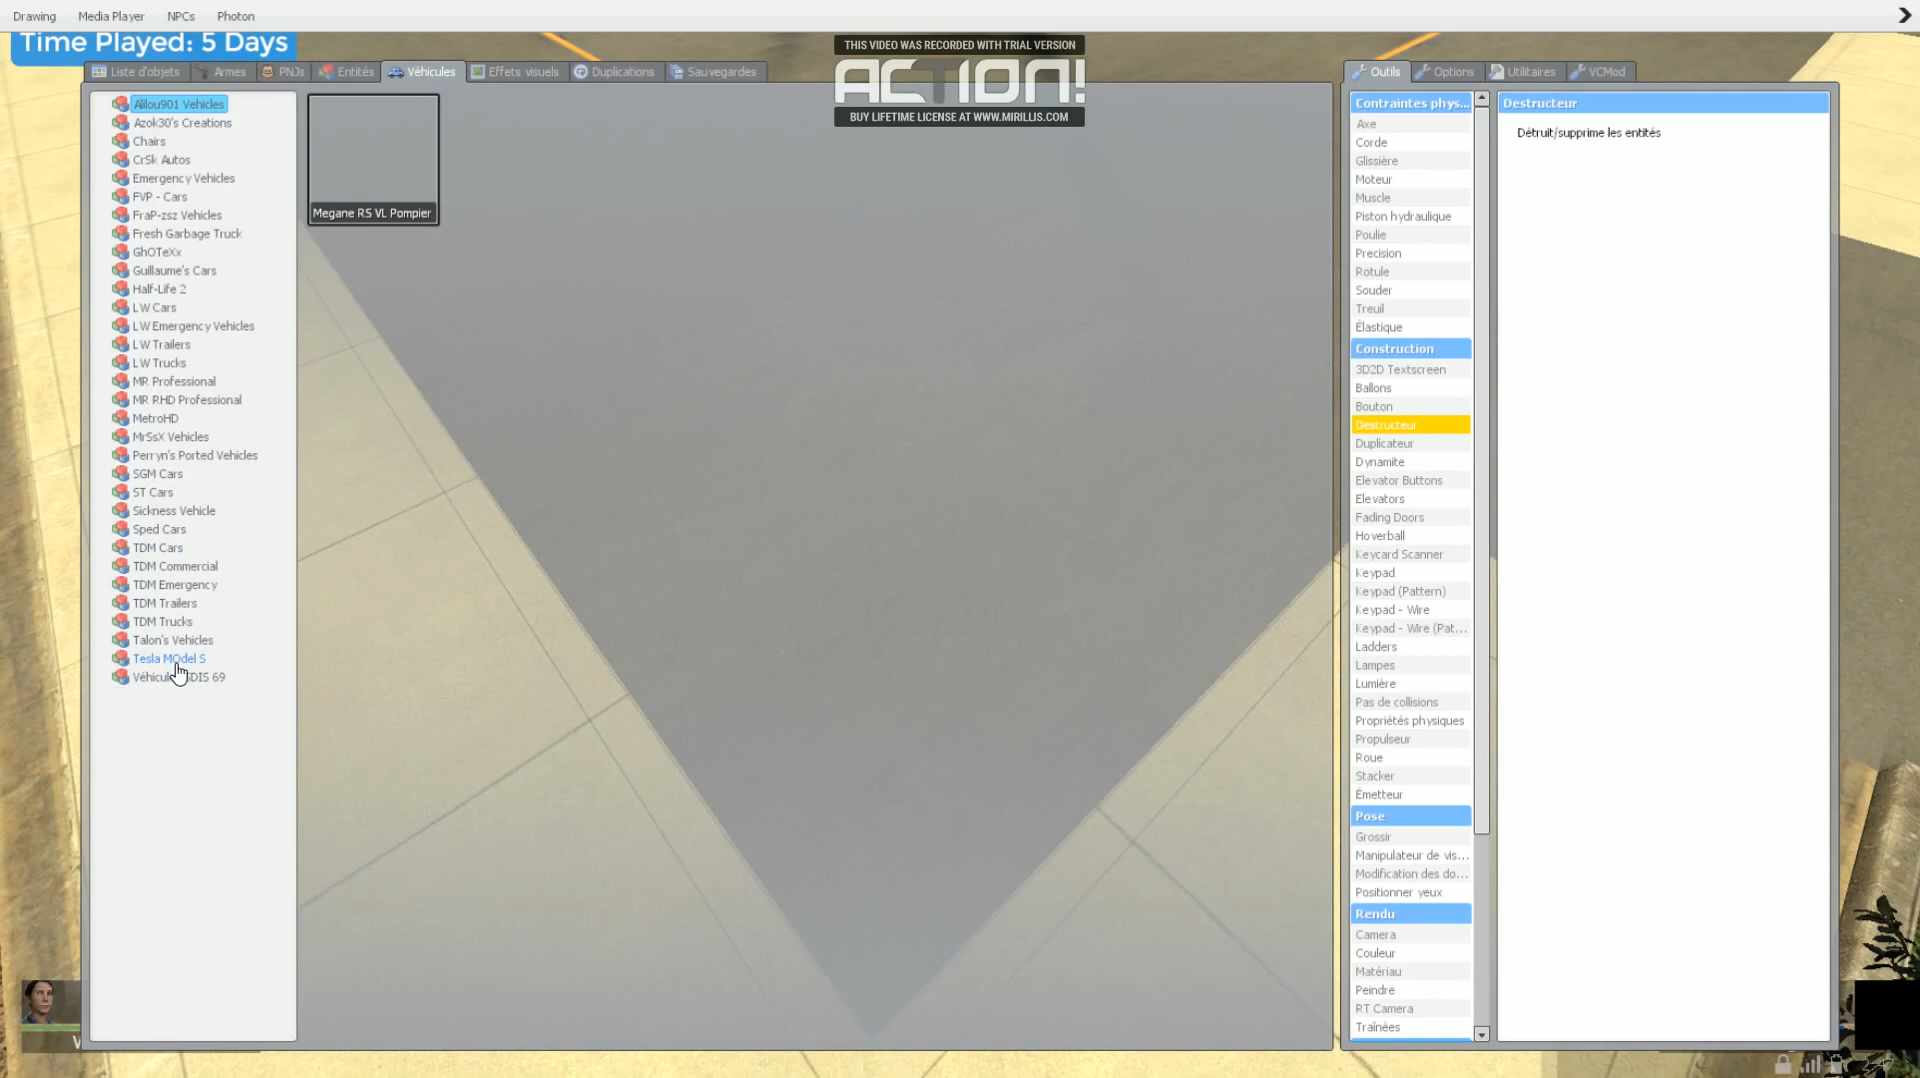 Drawing Media Player NPCs Photon
Time Played: 5 Days
THIS VIDEO WAS RECORDED WITH TRIAL VERSION
ACTION!
BUY LIFETIME LICENSE AT WWW.MIRILLIS.COM
Liste d'objets Armes PNJs Entités Véhicules Effets visuels Duplications Sauvegardes
Alilou901 Vehicles
Azok30's Creations
Chairs
CrSk Autos
Emergency Vehicles
FVP - Cars
FraP-zsz Vehicles
Fresh Garbage Truck
GhOTeXx
Guillaume's Cars
Half-Life 2
LW Cars
LW Emergency Vehicles
LW Trailers
LW Trucks
MR Professional
MR RHD Professional
MetroHD
MrSsX Vehicles
Perryn's Ported Vehicles
SGM Cars
ST Cars
Sickness Vehicle
Sped Cars
TDM Cars
TDM Commercial
TDM Emergency
TDM Trailers
TDM Trucks
Talon's Vehicles
Tesla MOdel S
SDIS 69
Megane RS VL Pompier
Outils Options Utilitaires VCMod
Contraintes phys...
Axe
Corde
Glissière
Moteur
Muscle
Piston hydraulique
Poulie
Precision
Rotule
Souder
Treuil
Élastique
Construction
3D2D Textscreen
Ballons
Bouton
Destructeur
Duplicateur
Dynamite
Elevator Buttons
Elevators
Fading Doors
Hoverball
Keycard Scanner
Keypad
Keypad (Pattern)
Keypad - Wire
Keypad - Wire (Pat...
Ladders
Lampes
Lumière
Pas de collisions
Propriétés physiques
Propulseur
Roue
Stacker
Émetteur
Pose
Grossir
Manipulateur de vis...
Modification des do...
Positionner yeux
Rendu
Camera
Couleur
Matériau
Peindre
RT Camera
Traînées
Destructeur
Détruit/supprime les entités